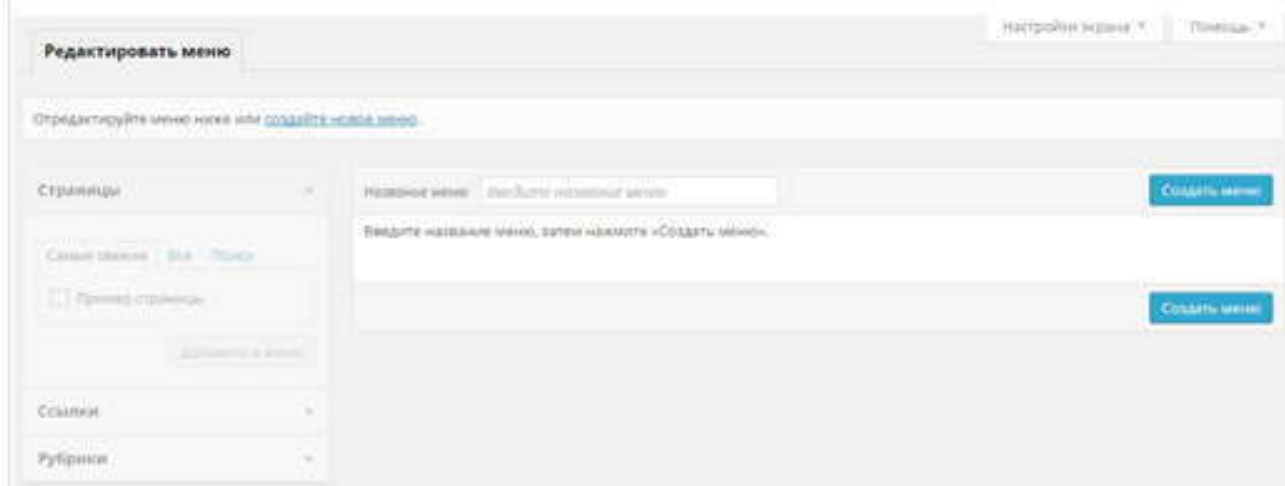 Настройки экрана
Помощь
Редактировать меню
Отредактируйте меню ниже или создайте новое меню.
Страницы
Название меню
Введите название меню
Создать меню
Введите название меню, затем нажмите «Создать меню».
Самые свежие
Все
Поиск
Пример страницы
Создать меню
Добавить в меню
Ссылки
Рубрики